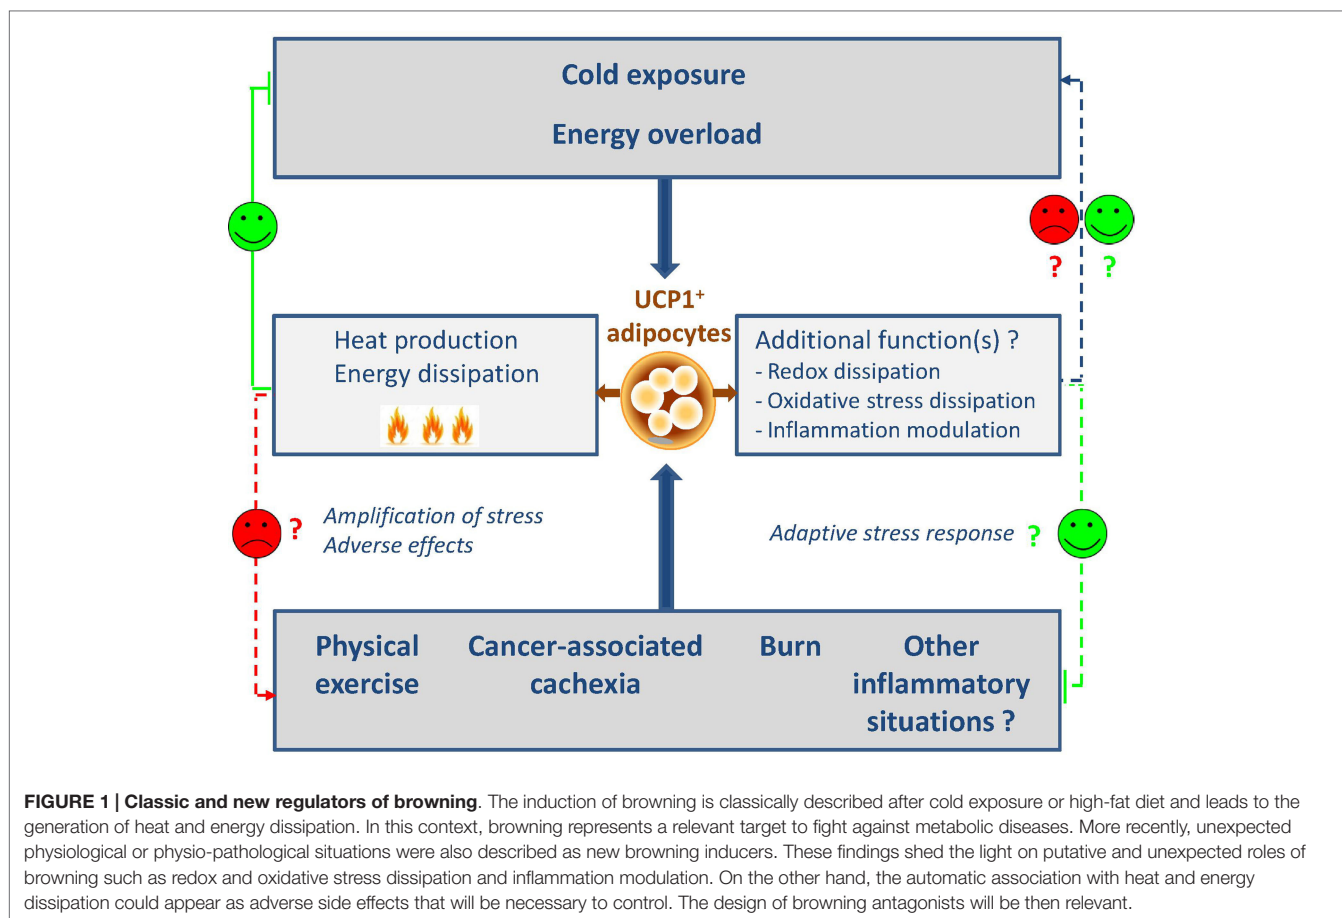 Cold exposure
Energy overload
? ?
UCP1⁺
adipocytes
Heat production
Energy dissipation
Additional function(s) ?
- Redox dissipation
- Oxidative stress dissipation
- Inflammation modulation
? Amplification of stress
Adverse effects
Adaptive stress response ?
Physical
exercise
Cancer-associated
cachexia
Burn
Other
inflammatory
situations ?
FIGURE 1 | Classic and new regulators of browning. The induction of browning is classically described after cold exposure or high-fat diet and leads to the
generation of heat and energy dissipation. In this context, browning represents a relevant target to fight against metabolic diseases. More recently, unexpected
physiological or physio-pathological situations were also described as new browning inducers. These findings shed the light on putative and unexpected roles of
browning such as redox and oxidative stress dissipation and inflammation modulation. On the other hand, the automatic association with heat and energy
dissipation could appear as adverse side effects that will be necessary to control. The design of browning antagonists will be then relevant.